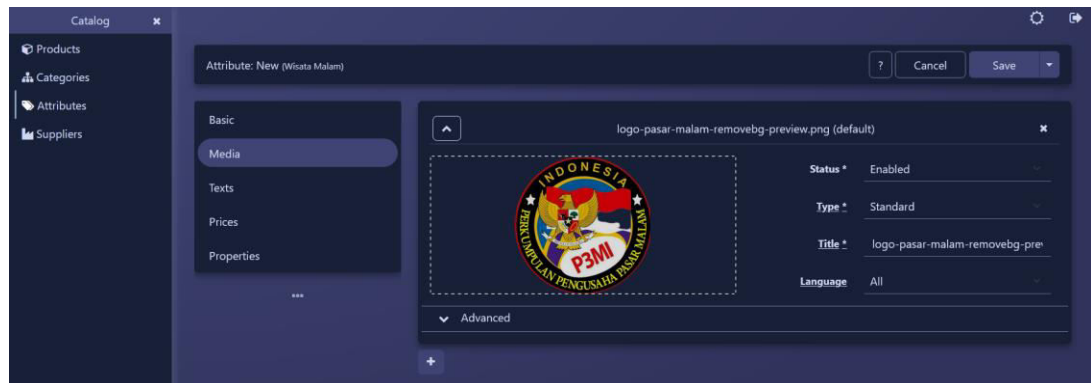 Catalog
Products
Categories
Attributes
Suppliers
Attribute: New (Wisata Malam)
?
Cancel
Save
Basic
Media
Texts
Prices
Properties
logo-pasar-malam-removebg-preview.png (default)
INDONESIA
PERKUMPULAN PENGUSAHA PASAR MALAM
P3MI
Status *
Enabled
Type *
Standard
Title *
logo-pasar-malam-removebg-pre
Language
All
Advanced